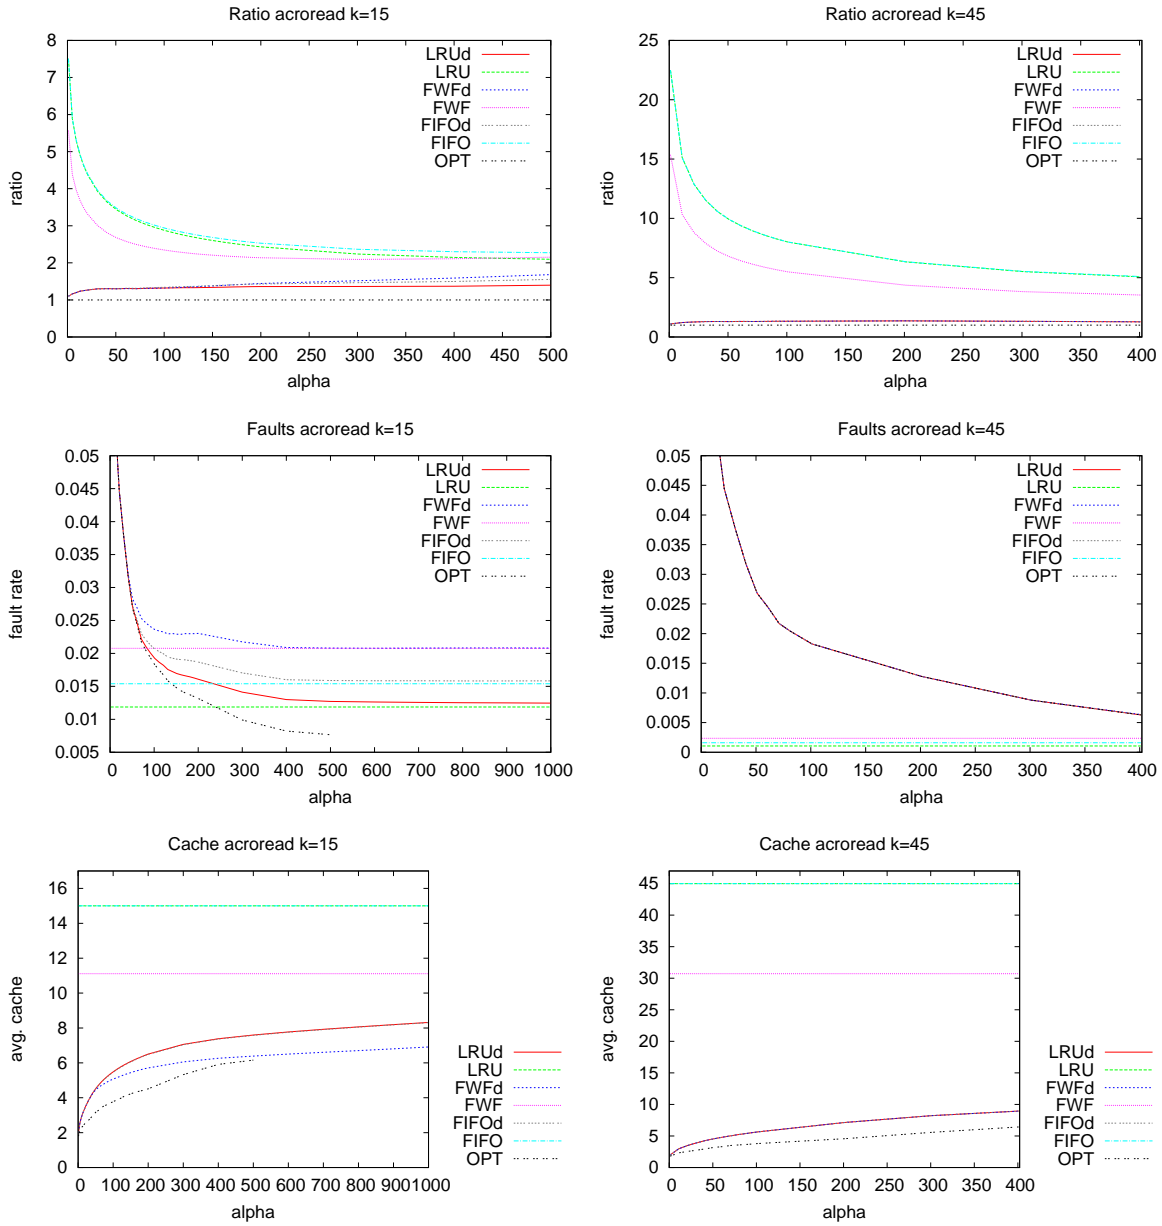 Ratio acroread k=15
8
7
6
5
4
3
2
1
0
ratio
0 50 100 150 200 250 300 350 400 450 500
alpha
LRUd
LRU
FWFd
FWF
FIFOd
FIFO
OPT
Ratio acroread k=45
25
20
15
10
5
0
ratio
0 50 100 150 200 250 300 350 400
alpha
LRUd
LRU
FWFd
FWF
FIFOd
FIFO
OPT
Faults acroread k=15
0.05
0.045
0.04
0.035
0.03
0.025
0.02
0.015
0.01
0.005
fault rate
0 100 200 300 400 500 600 700 800 900 1000
alpha
LRUd
LRU
FWFd
FWF
FIFOd
FIFO
OPT
Faults acroread k=45
0.05
0.045
0.04
0.035
0.03
0.025
0.02
0.015
0.01
0.005
0
fault rate
0 50 100 150 200 250 300 350 400
alpha
LRUd
LRU
FWFd
FWF
FIFOd
FIFO
OPT
Cache acroread k=15
16
14
12
10
8
6
4
2
0
avg. cache
0 100 200 300 400 500 600 700 800 900 1000
alpha
LRUd
LRU
FWFd
FWF
FIFOd
FIFO
OPT
Cache acroread k=45
45
40
35
30
25
20
15
10
5
0
avg. cache
0 50 100 150 200 250 300 350 400
alpha
LRUd
LRU
FWFd
FWF
FIFOd
FIFO
OPT